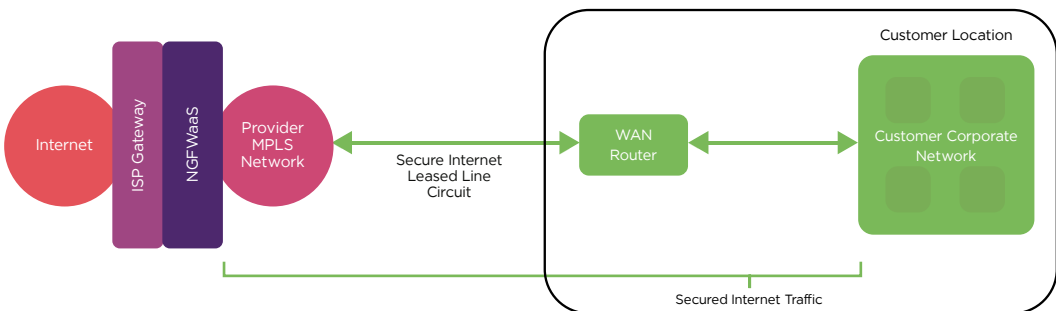 Internet
ISP Gateway
NGFWaaS
Provider
MPLS
Network
Secure Internet
Leased Line
Circuit
WAN
Router
Customer Location
Customer Corporate
Network
Secured Internet Traffic